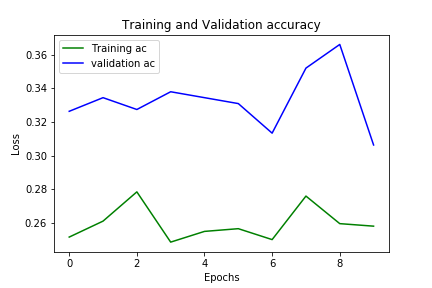 Training and Validation accuracy
Training ac
validation ac
0.36
0.34
0.32
0.30
0.28
0.26
Loss
0 2 4 6 8
Epochs